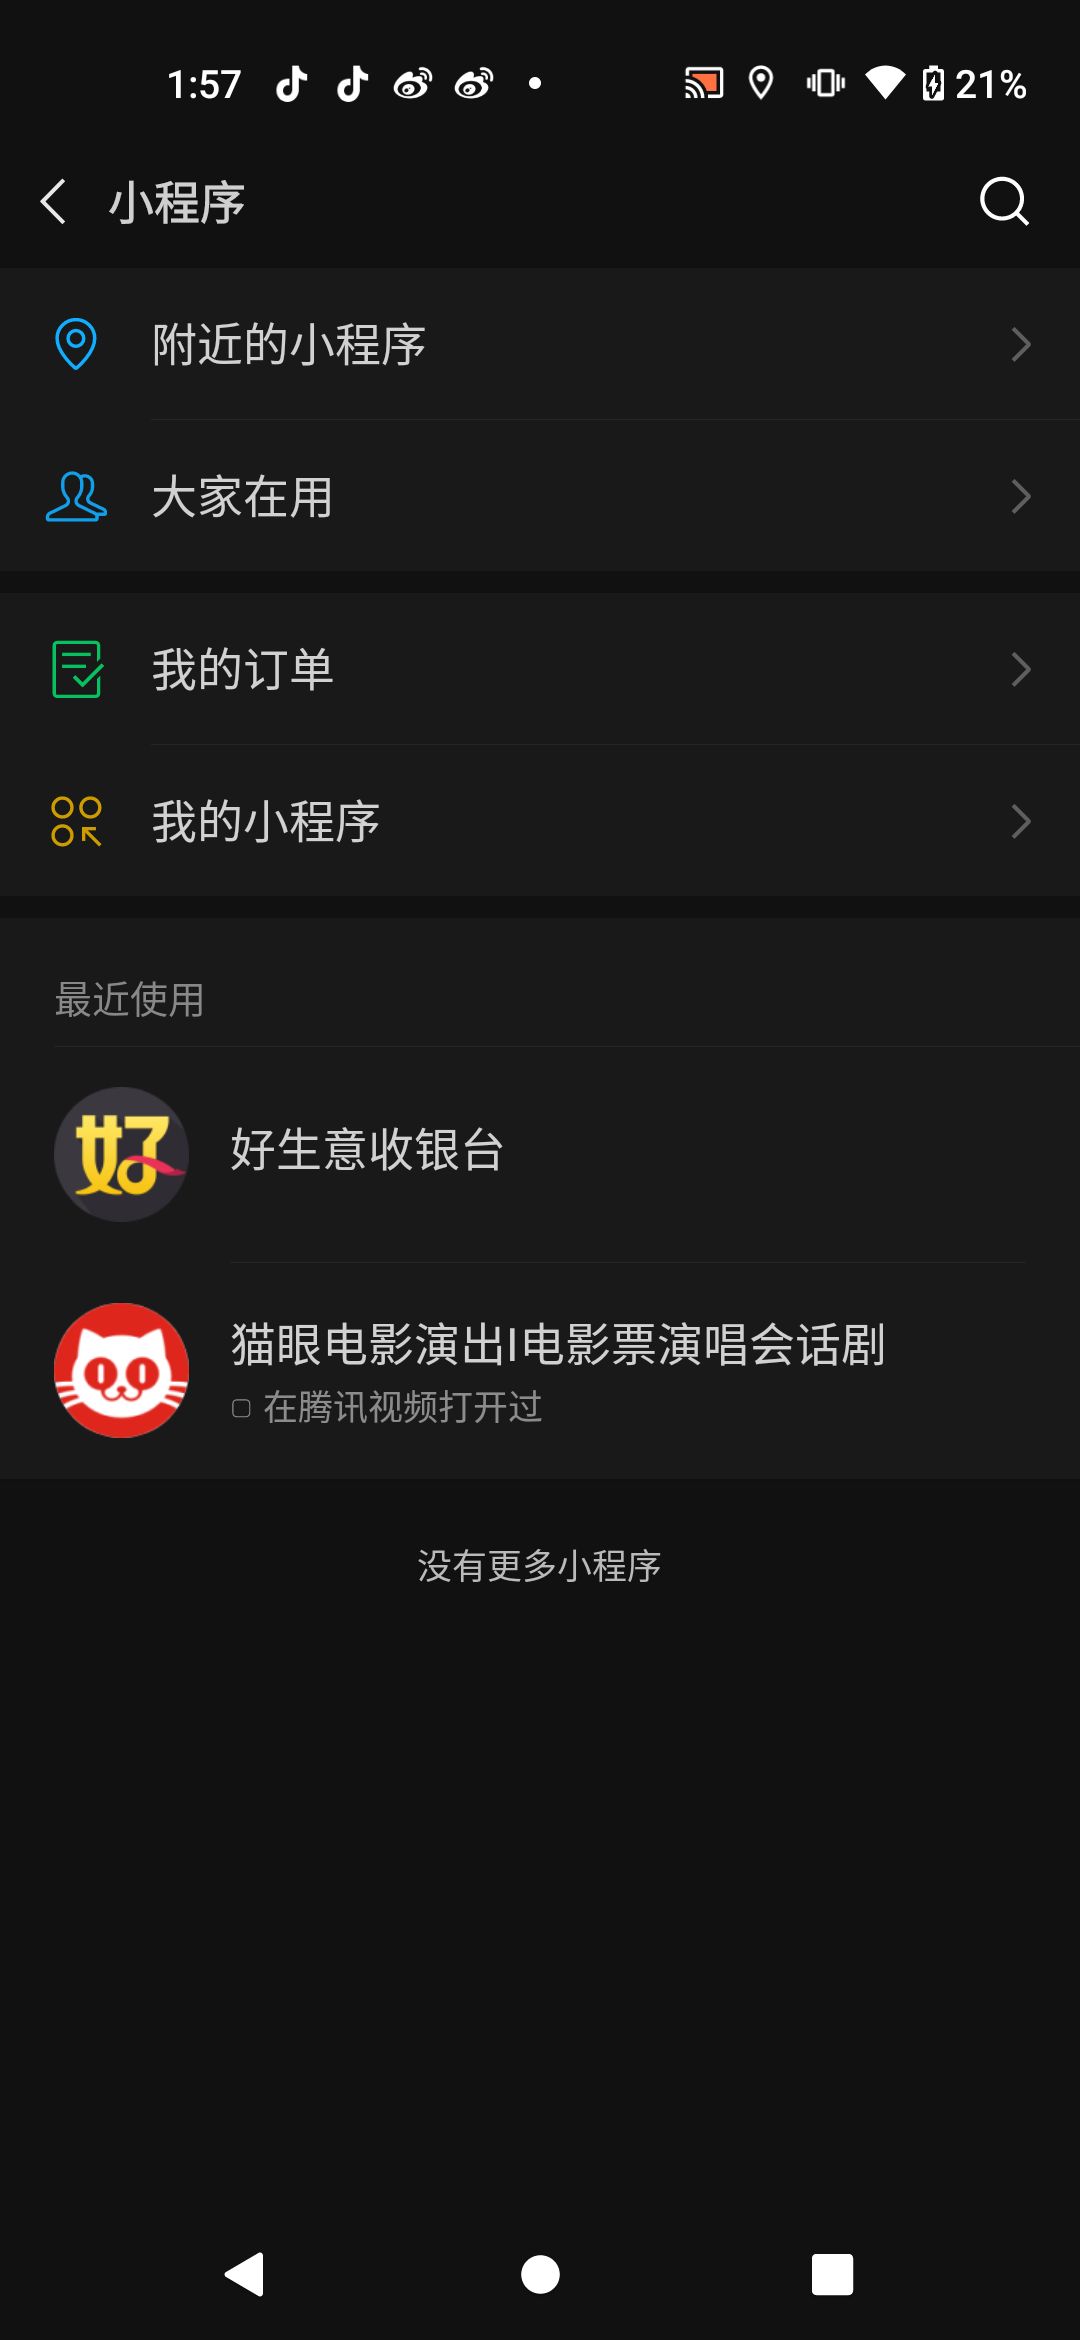 1:57
21%
小程序
附近的小程序
大家在用
我的订单
我的小程序
最近使用
好
好生意收银台
猫眼电影演出|电影票演唱会话剧
在腾讯视频打开过
没有更多小程序